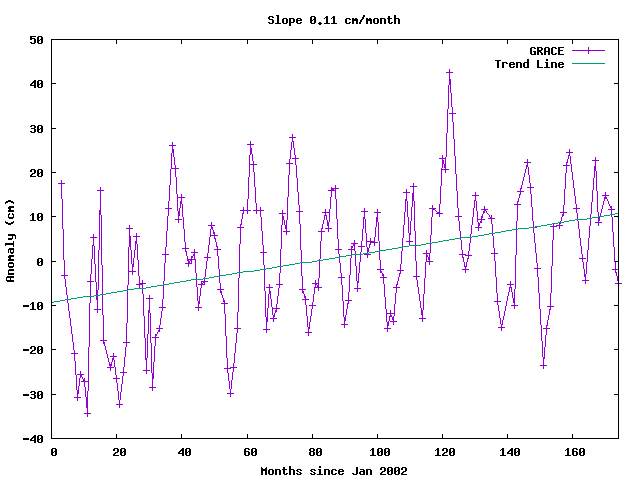 Slope 0.11 cm/month
50
40
30
20
10
0
-10
-20
-30
-40
Anomaly (cm)
GRACE
Trend Line
0 20 40 60 80 100 120 140 160
Months since Jan 2002